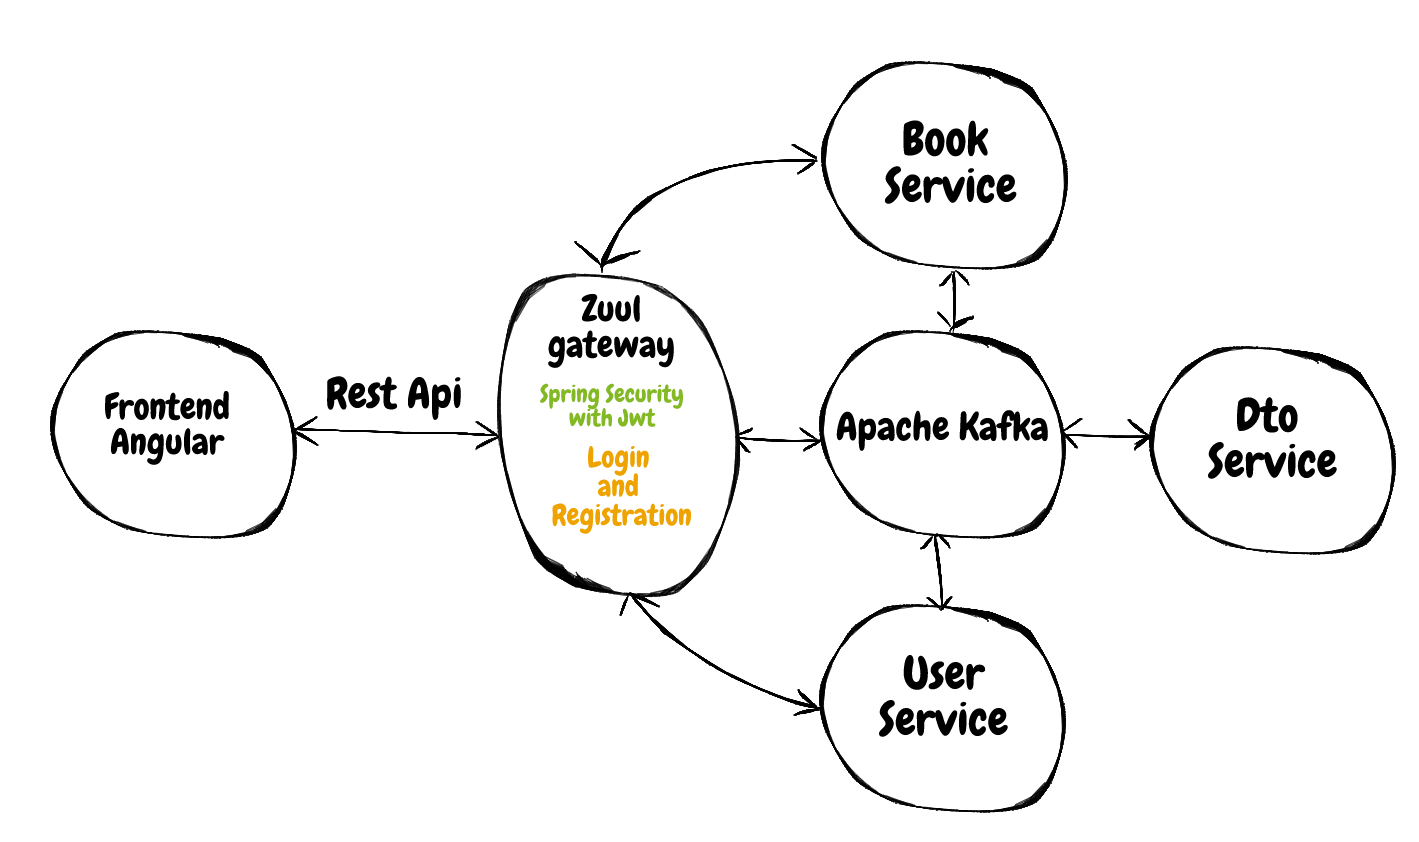 Book
Service
Zuul
gateway
Spring Security
with Jwt
Login
and
Registration
Frontend
Angular
Rest Api
Apache Kafka
Dto
Service
User
Service